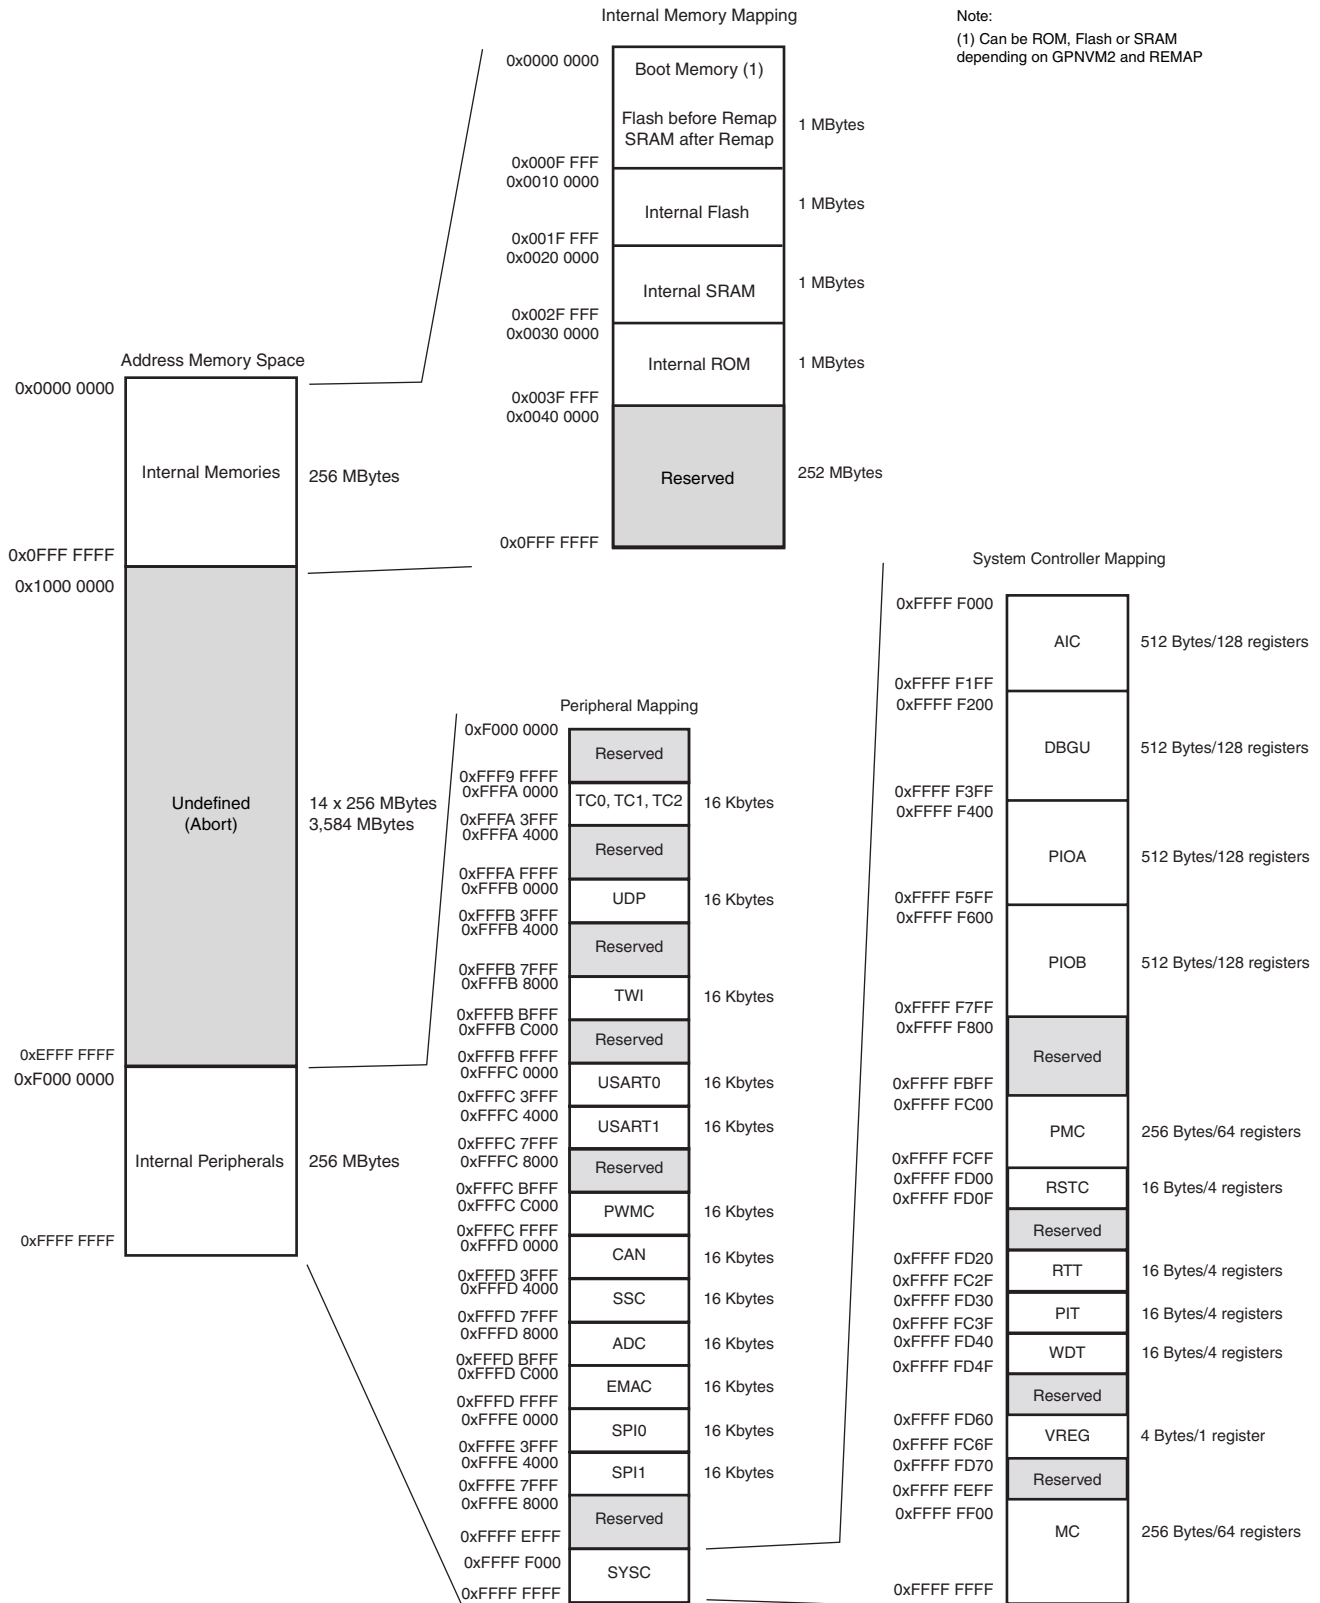 Internal Memory Mapping
Note:
(1) Can be ROM, Flash or SRAM
depending on GPNVM2 and REMAP
0x0000 0000
Boot Memory (1)
Flash before Remap
SRAM after Remap
1 MBytes
0x000F FFF
0x0010 0000
Internal Flash
1 MBytes
0x001F FFF
0x0020 0000
Internal SRAM
1 MBytes
0x002F FFF
0x0030 0000
Internal ROM
1 MBytes
0x003F FFF
0x0040 0000
Reserved
252 MBytes
0x0FFF FFFF
Address Memory Space
0x0000 0000
Internal Memories
256 MBytes
0x0FFF FFFF
0x1000 0000
Undefined
(Abort)
14 x 256 MBytes
3,584 MBytes
0xEFFF FFFF
0xF000 0000
Internal Peripherals
256 MBytes
0xFFFF FFFF
Peripheral Mapping
0xF000 0000
Reserved
0xFFF9 FFFF
0xFFFA 0000
TC0, TC1, TC2
16 Kbytes
0xFFFA 3FFF
0xFFFA 4000
Reserved
0xFFFA FFFF
0xFFFB 0000
UDP
16 Kbytes
0xFFFB 3FFF
0xFFFB 4000
Reserved
0xFFFB 7FFF
0xFFFB 8000
TWI
16 Kbytes
0xFFFB BFFF
0xFFFB C000
Reserved
0xFFFB FFFF
0xFFFC 0000
USART0
16 Kbytes
0xFFFC 3FFF
0xFFFC 4000
USART1
16 Kbytes
0xFFFC 7FFF
0xFFFC 8000
Reserved
0xFFFC BFFF
0xFFFC C000
PWMC
16 Kbytes
0xFFFC FFFF
0xFFFD 0000
CAN
16 Kbytes
0xFFFD 3FFF
0xFFFD 4000
SSC
16 Kbytes
0xFFFD 7FFF
0xFFFD 8000
ADC
16 Kbytes
0xFFFD BFFF
0xFFFD C000
EMAC
16 Kbytes
0xFFFD FFFF
0xFFFE 0000
SPI0
16 Kbytes
0xFFFE 3FFF
0xFFFE 4000
SPI1
16 Kbytes
0xFFFE 7FFF
0xFFFE 8000
Reserved
0xFFFF EFFF
0xFFFF F000
SYSC
0xFFFF FFFF
System Controller Mapping
0xFFFF F000
AIC
512 Bytes/128 registers
0xFFFF F1FF
0xFFFF F200
DBGU
512 Bytes/128 registers
0xFFFF F3FF
0xFFFF F400
PIOA
512 Bytes/128 registers
0xFFFF F5FF
0xFFFF F600
PIOB
512 Bytes/128 registers
0xFFFF F7FF
0xFFFF F800
Reserved
0xFFFF FBFF
0xFFFF FC00
PMC
256 Bytes/64 registers
0xFFFF FCFF
0xFFFF FD00
RSTC
16 Bytes/4 registers
0xFFFF FD0F
Reserved
0xFFFF FD20
RTT
16 Bytes/4 registers
0xFFFF FC2F
0xFFFF FD30
PIT
16 Bytes/4 registers
0xFFFF FC3F
0xFFFF FD40
WDT
16 Bytes/4 registers
0xFFFF FD4F
Reserved
0xFFFF FD60
VREG
4 Bytes/1 register
0xFFFF FC6F
0xFFFF FD70
Reserved
0xFFFF FEFF
0xFFFF FF00
MC
256 Bytes/64 registers
0xFFFF FFFF